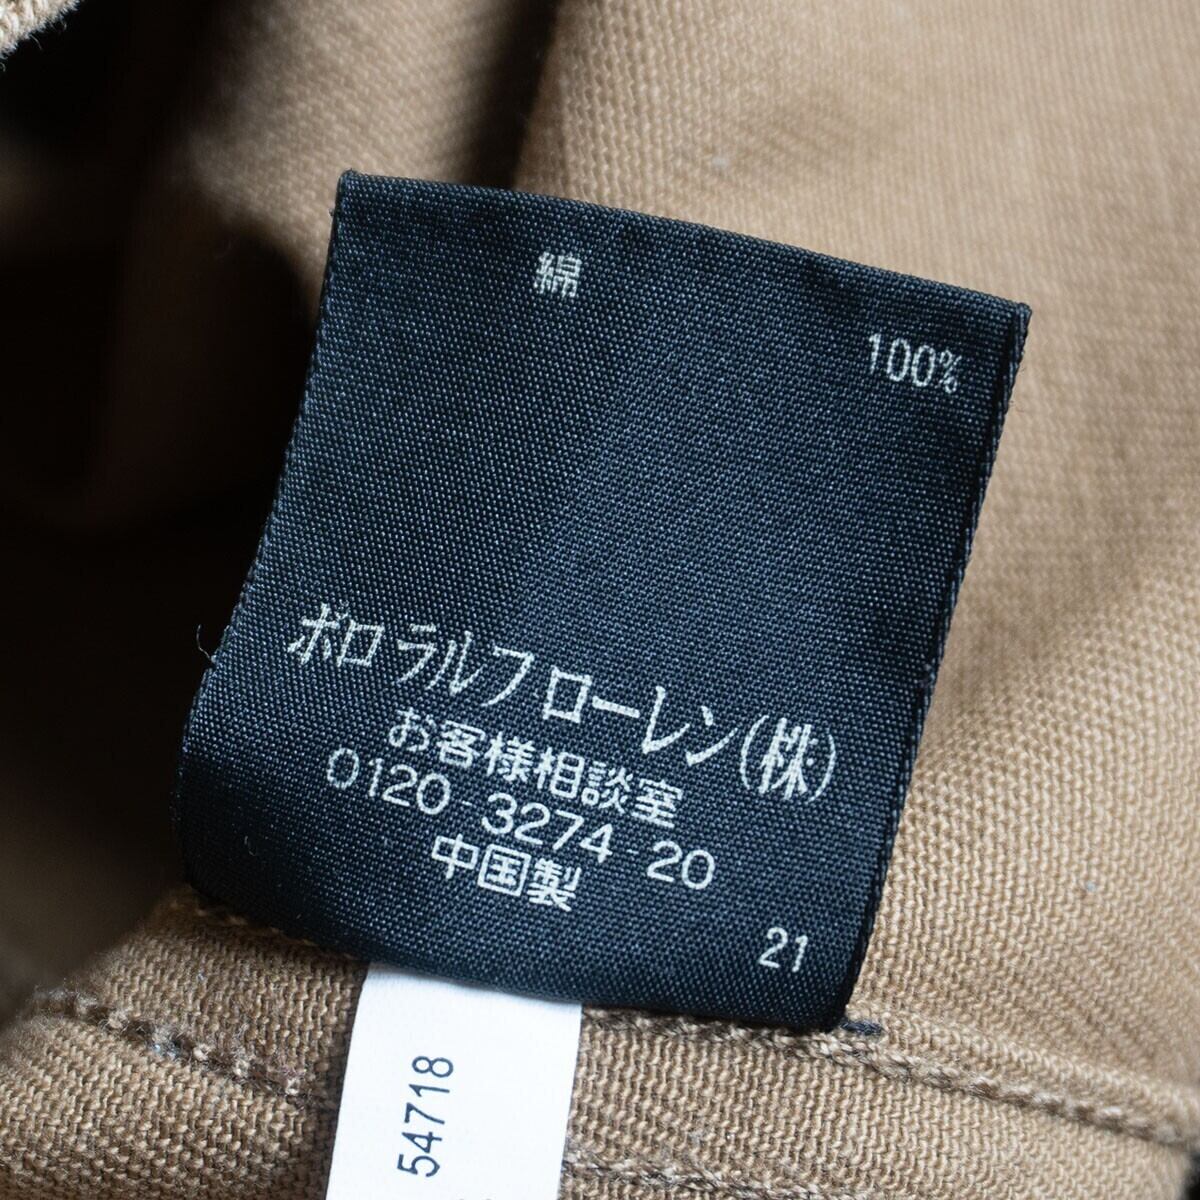 綿
100%
ポロ ラルフ ローレン(株)
お客様相談室
0120-3274-20
中国製
21
54718